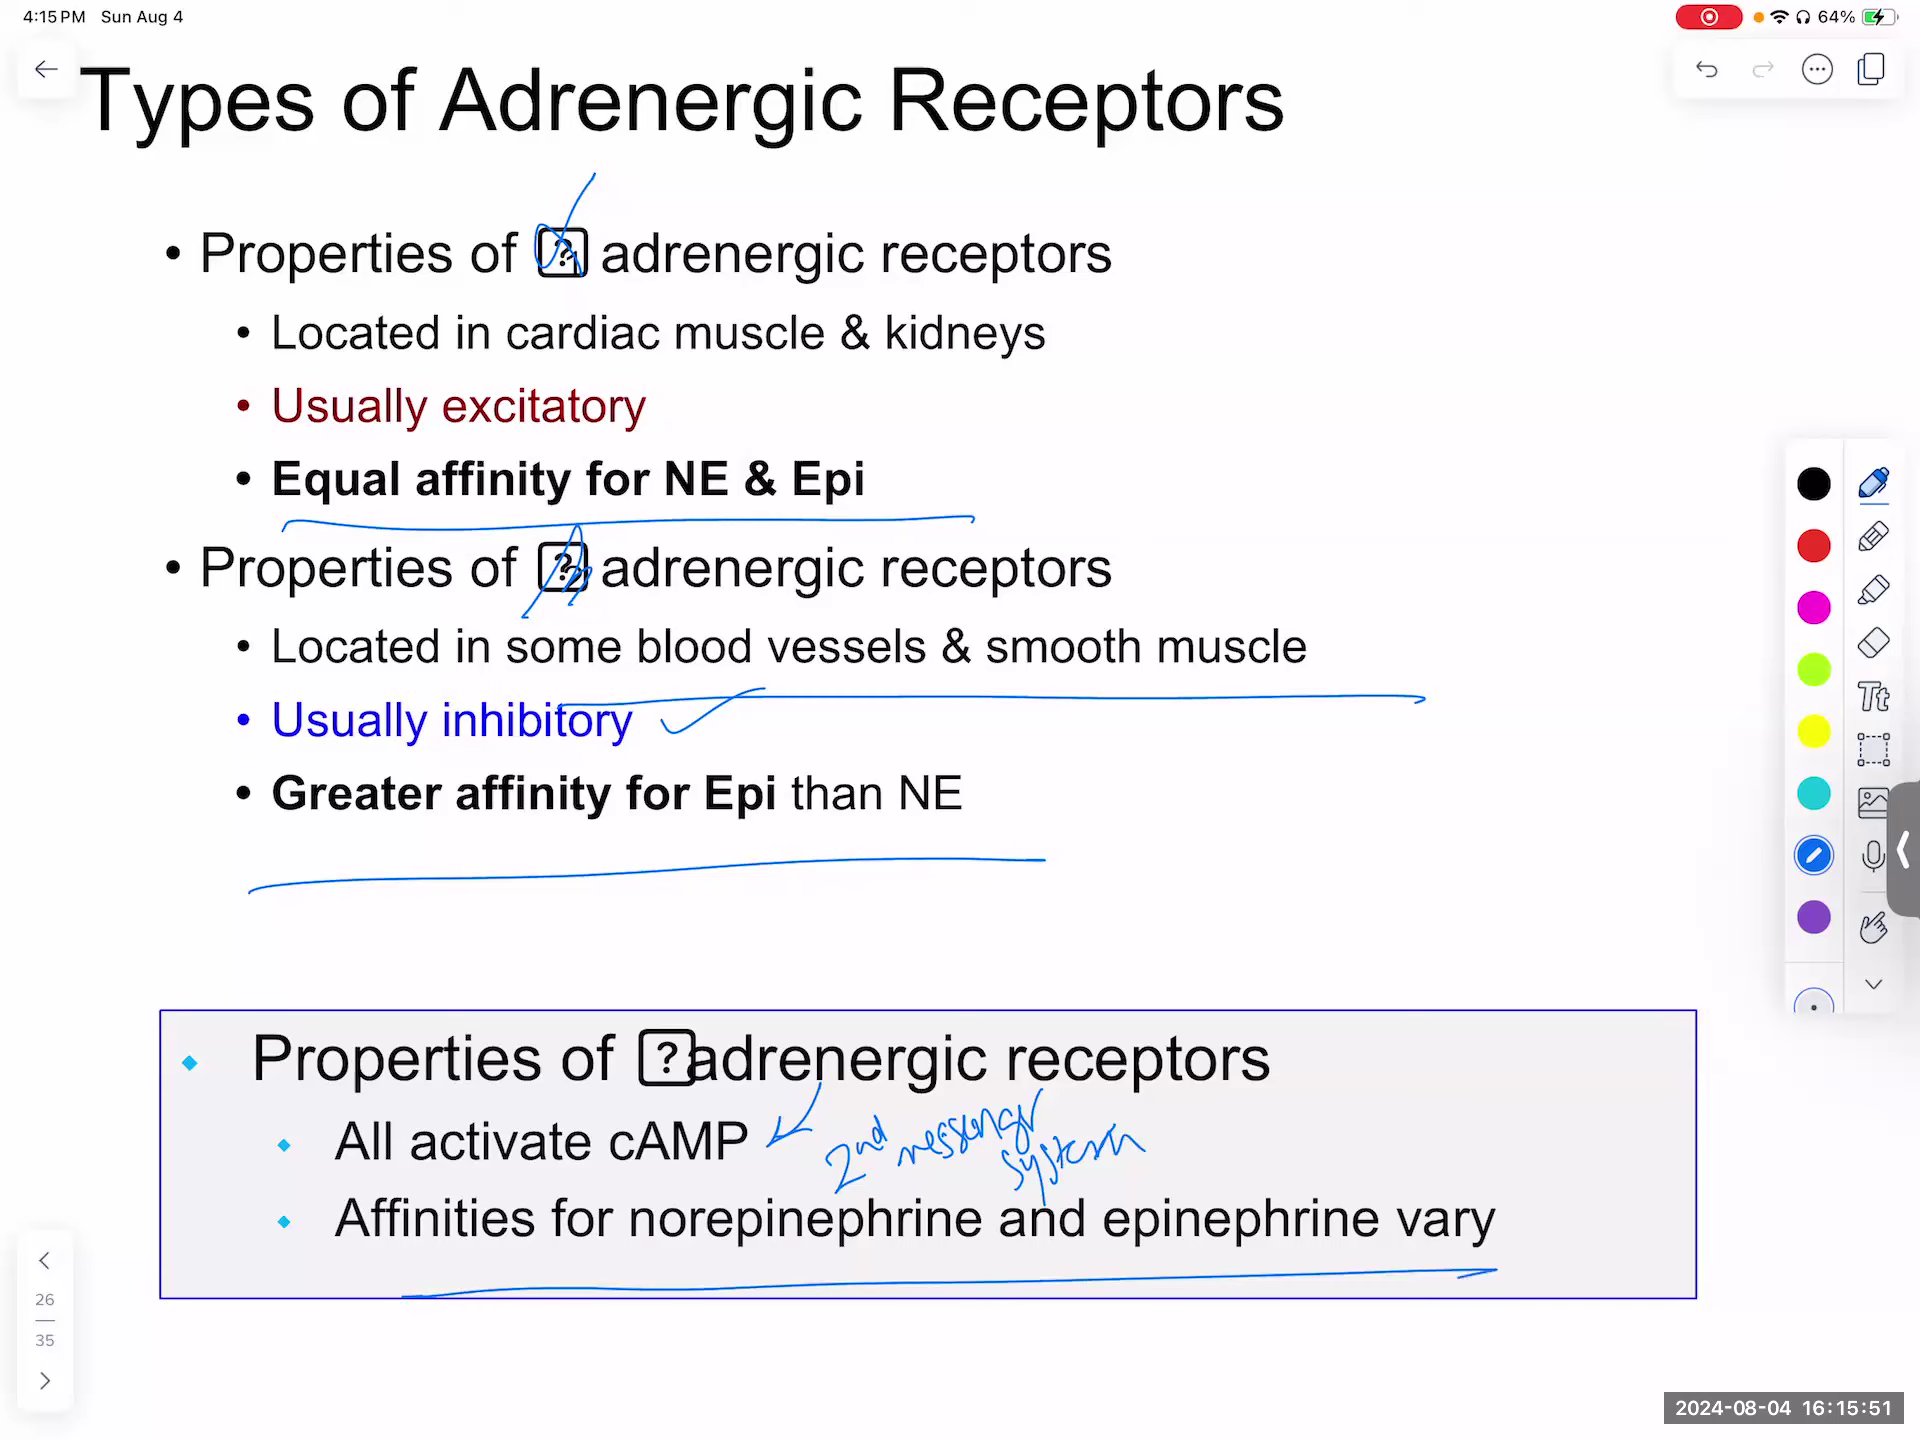 4:15 PM Sun Aug 4
64%
Types of Adrenergic Receptors
• Properties of ? adrenergic receptors
• Located in cardiac muscle & kidneys
• Usually excitatory
• Equal affinity for NE & Epi
• Properties of ? adrenergic receptors
• Located in some blood vessels & smooth muscle
• Usually inhibitory
• Greater affinity for Epi than NE
Properties of ?adrenergic receptors
All activate cAMP
2nd messenger
system
Affinities for norepinephrine and epinephrine vary
Tt
26
35
2024-08-04 16:15:51